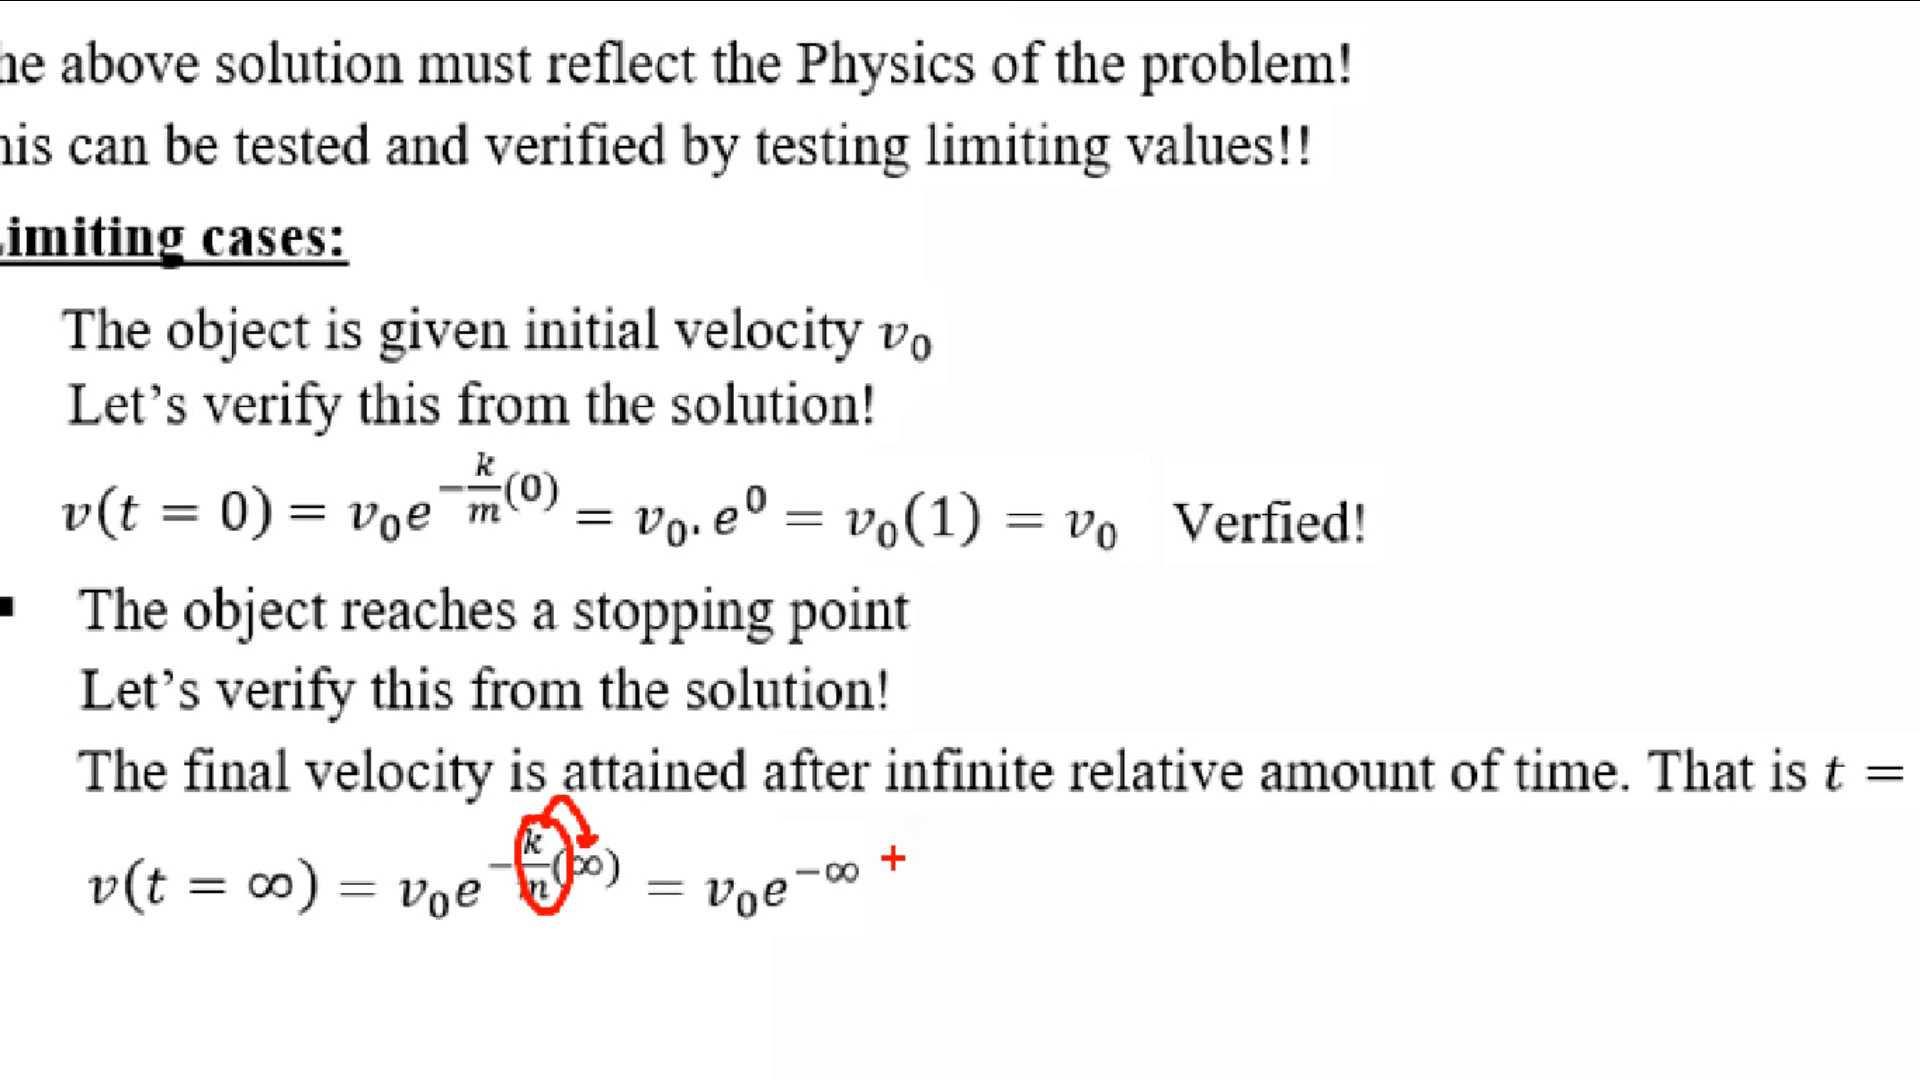 he above solution must reflect the Physics of the problem!
his can be tested and verified by testing limiting values!!
imiting cases:
The object is given initial velocity v₀
Let’s verify this from the solution!
v(t = 0) = v₀e^(-k/m (0)) = v₀. e⁰ = v₀(1) = v₀ Verfied!
▪ The object reaches a stopping point
Let’s verify this from the solution!
The final velocity is attained after infinite relative amount of time. That is t =
v(t = ∞) = v₀e^(-k/m (∞)) = v₀e^(-∞) +